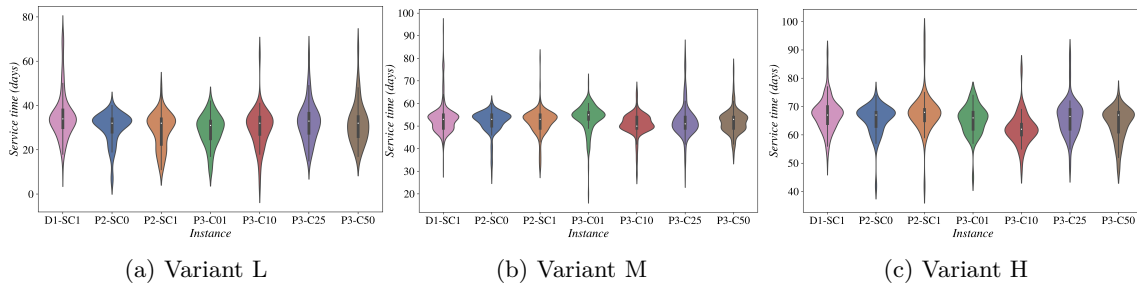 80
60
40
20
0
Service time (days)
D1-SC1 P2-SC0 P2-SC1 P3-C01 P3-C10 P3-C25 P3-C50
Instance
(a) Variant L
100
90
80
70
60
50
40
30
20
Service time (days)
D1-SC1 P2-SC0 P2-SC1 P3-C01 P3-C10 P3-C25 P3-C50
Instance
(b) Variant M
100
90
80
70
60
50
40
Service time (days)
D1-SC1 P2-SC0 P2-SC1 P3-C01 P3-C10 P3-C25 P3-C50
Instance
(c) Variant H